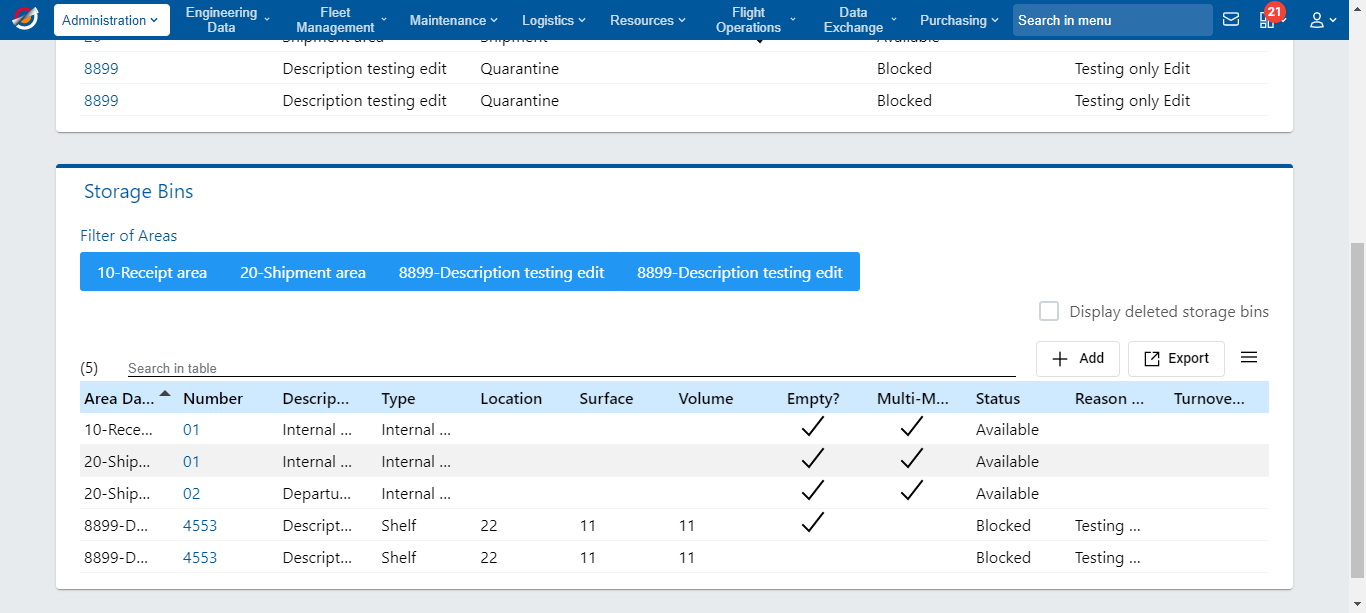 Administration
Engineering Data
Fleet Management
Maintenance
Logistics
Resources
Flight Operations
Data Exchange
Purchasing
Search in menu
21
20 Shipment area Shipment Available
8899 Description testing edit Quarantine Blocked Testing only Edit
8899 Description testing edit Quarantine Blocked Testing only Edit
Storage Bins
Filter of Areas
10-Receipt area 20-Shipment area 8899-Description testing edit 8899-Description testing edit
Display deleted storage bins
(5) Search in table Add Export
Area Da... Number Descrip... Type Location Surface Volume Empty? Multi-M... Status Reason ... Turnove...
10-Rece... 01 Internal ... Internal ... Available
20-Ship... 01 Internal ... Internal ... Available
20-Ship... 02 Departu... Internal ... Available
8899-D... 4553 Descript... Shelf 22 11 11 Blocked Testing ...
8899-D... 4553 Descript... Shelf 22 11 11 Blocked Testing ...